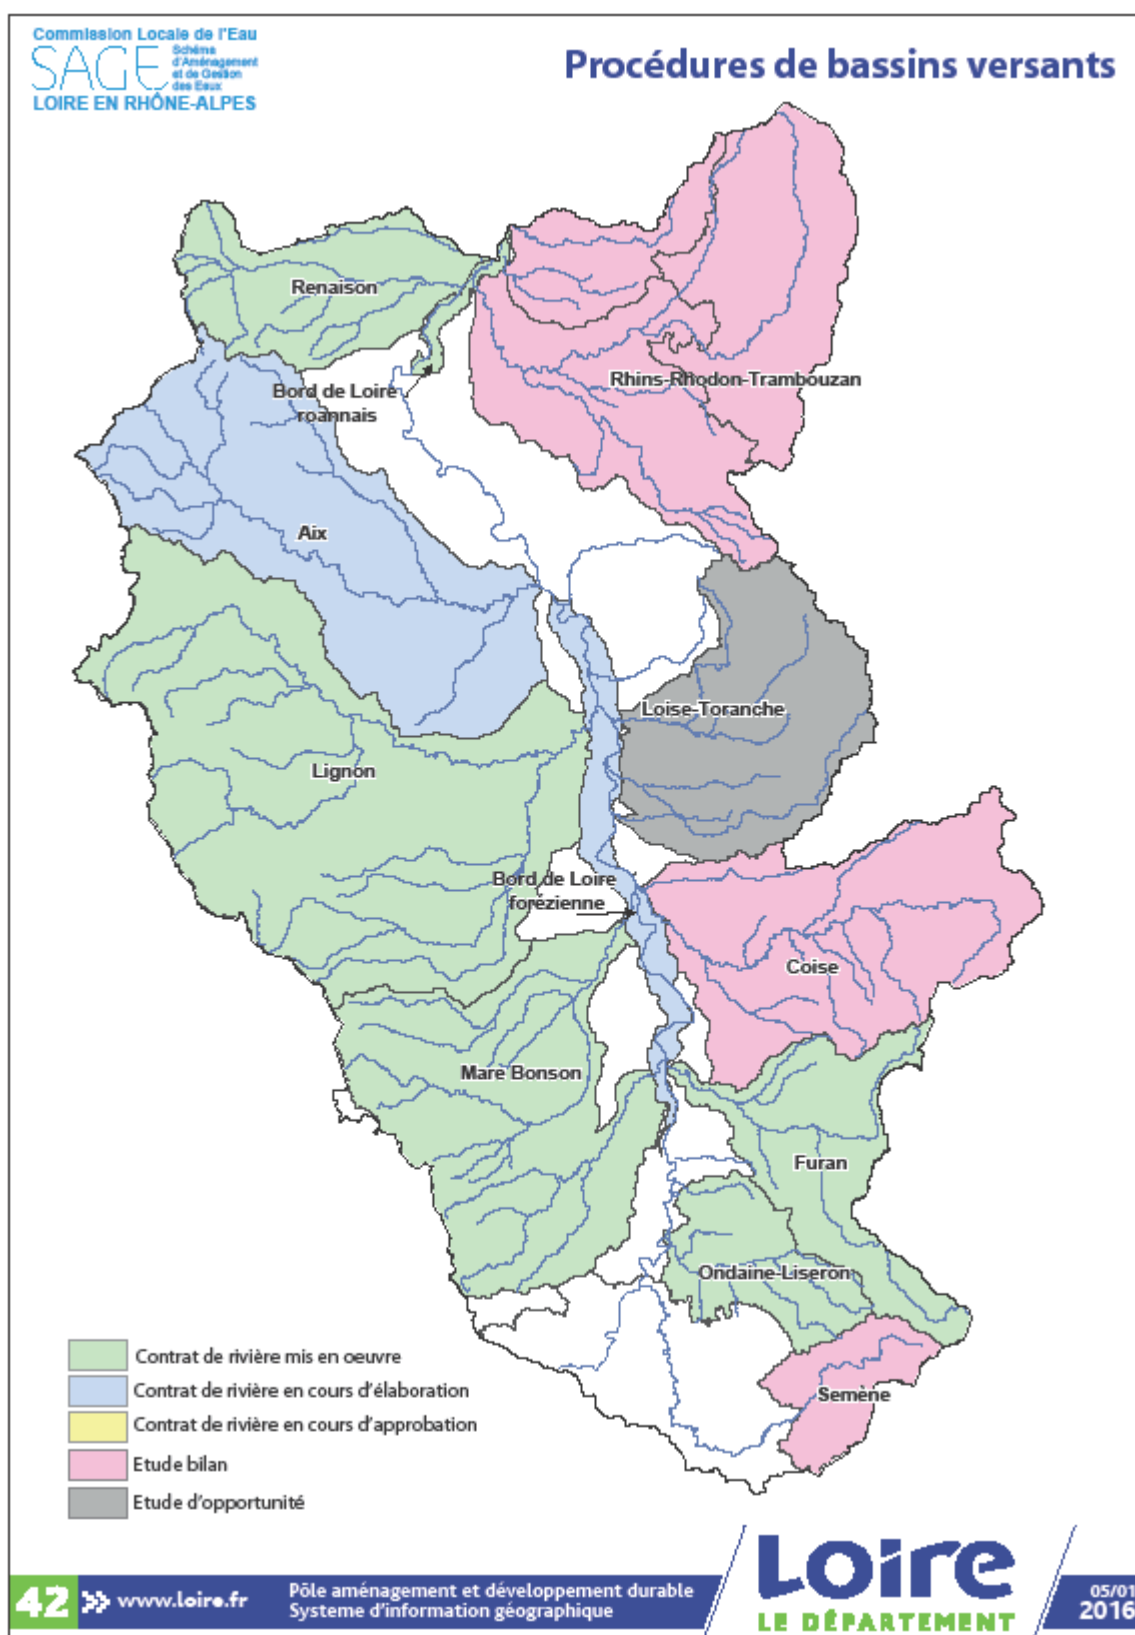 Commission Locale de l'Eau
SAGE
Schéma
d'Aménagement
et de Gestion
des Eaux
LOIRE EN RHÔNE-ALPES
Procédures de bassins versants
Renaison
Bord de Loire
roannais
Rhins-Rhodon-Trambouzan
Aix
Loise-Toranche
Lignon
Bord de Loire
forézienne
Coise
Mare Bonson
Furan
Ondaine-Liseron
Semène
Contrat de rivière mis en oeuvre
Contrat de rivière en cours d'élaboration
Contrat de rivière en cours d'approbation
Etude bilan
Etude d'opportunité
42 www.loire.fr
Pôle aménagement et développement durable
Systeme d'information géographique
Loire
LE DÉPARTEMENT
05/01
2016